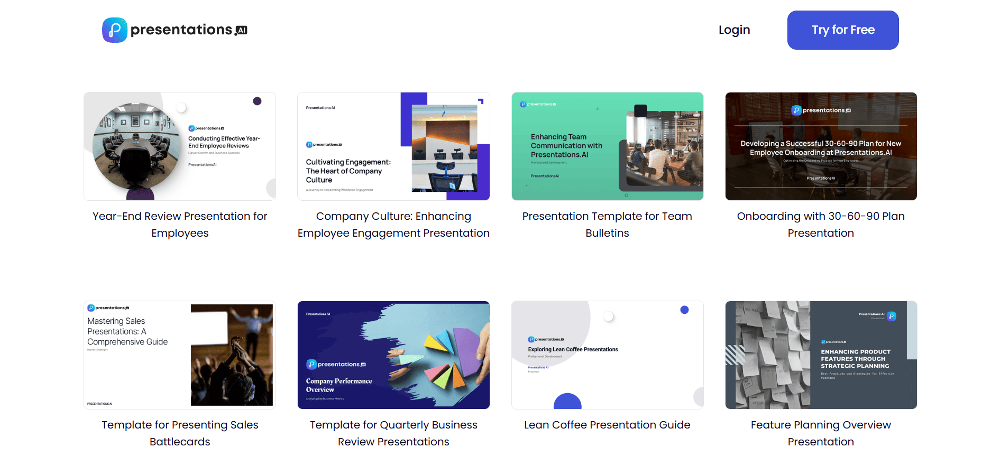 presentations.AI
Login
Try for Free
presentations.AI
Conducting Effective Year-
End Employee Reviews
Career Growth and Business Success
PresentationsAI
Year-End Review Presentation for
Employees
Presentations AI
presentations.AI
Cultivating Engagement:
The Heart of Company
Culture
A Journey to Empowering Workforce Engagement
Company Culture: Enhancing
Employee Engagement Presentation
presentations.AI
Enhancing Team
Communication with
Presentations.AI
Professional Development
PresentationsAI
Presentation Template for Team
Bulletins
presentations.AI
Developing a Successful 30-60-90 Plan for New
Employee Onboarding at Presentations.AI
Optimizing the Onboarding Process for New Employees
PresentationsAI
Onboarding with 30-60-90 Plan
Presentation
presentations.AI
Mastering Sales
Presentations: A
Comprehensive Guide
Business Strategies
PRESENTATIONS AI
Template for Presenting Sales
Battlecards
Presentations AI
presentations.AI
Company Performance
Overview
Analyzing Key Business Metrics
Template for Quarterly Business
Review Presentations
presentations.AI
Exploring Lean Coffee Presentations
Professional Development
Presentations AI
Presenter
Lean Coffee Presentation Guide
Presentations AI
Presenter
presentations.AI
ENHANCING PRODUCT
FEATURES THROUGH
STRATEGIC PLANNING
Best Practices and Strategies for Effective
Planning
Feature Planning Overview
Presentation